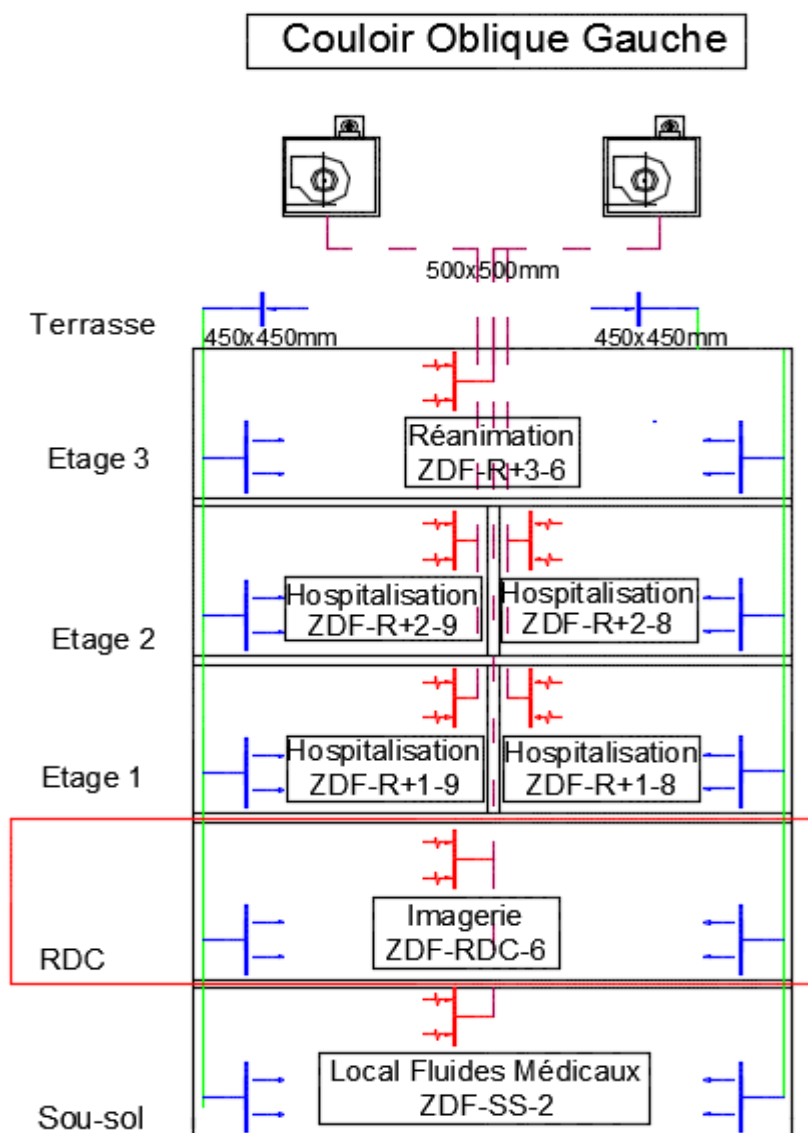 Couloir Oblique Gauche
500x500mm
Terrasse
450x450mm
450x450mm
Etage 3
Réanimation
ZDF-R+3-6
Etage 2
Hospitalisation
ZDF-R+2-9
Hospitalisation
ZDF-R+2-8
Etage 1
Hospitalisation
ZDF-R+1-9
Hospitalisation
ZDF-R+1-8
RDC
Imagerie
ZDF-RDC-6
Sou-sol
Local Fluides Médicaux
ZDF-SS-2